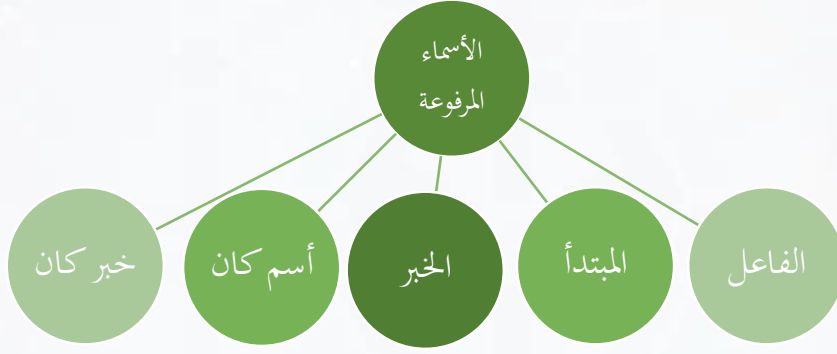 الأسماء
المرفوعة
الفاعل
المبتدأ
الخبر
أسم كان
خبر كان